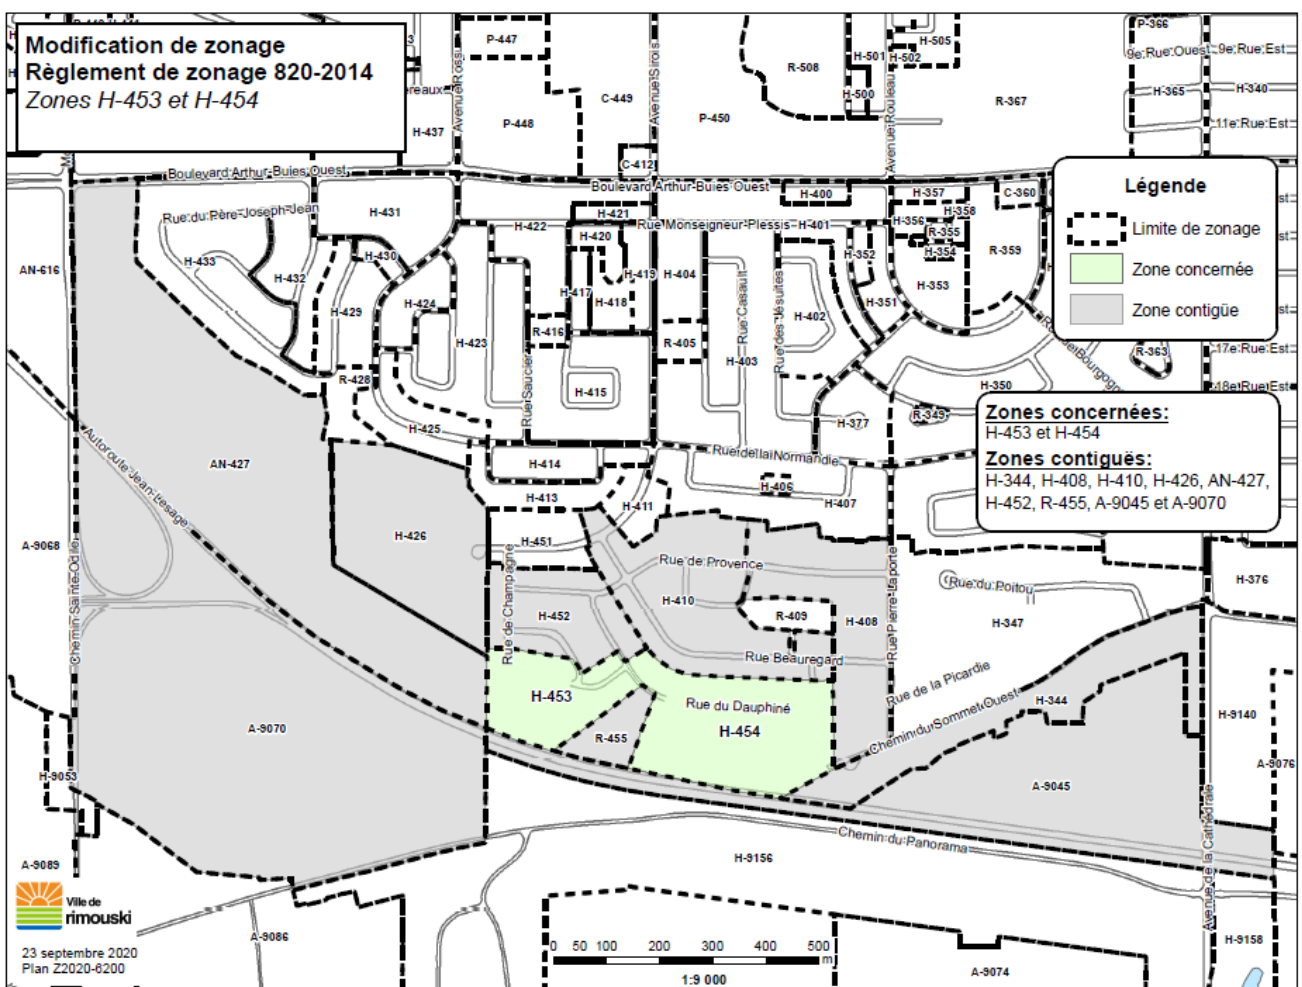 Modification de zonage
Règlement de zonage 820-2014
Zones H-453 et H-454
P-447
H-505
H-501
H-502
P-366
9e Rue Ouest
9e Rue Est
R-508
H-500
C-449
R-367
H-365
H-340
P-448
P-450
11e Rue Est
H-437
Avenue Ross
Avenue Sirois
Avenue Rouleau
C-412
Boulevard Arthur-Buies Ouest
Boulevard Arthur-Buies Ouest
H-400
H-357
C-360
Légende
Limite de zonage
Zone concernée
Zone contigüe
Rue du Père-Joseph-Jean
H-431
H-422
H-421
Rue Monseigneur-Plessis
H-401
H-356
H-358
R-355
H-354
R-359
H-420
H-433
H-432
H-430
H-419
H-404
H-352
AN-616
H-417
H-418
H-424
H-429
H-351
H-353
H-402
H-423
R-416
R-405
H-403
Rue Casault
Rue des Jésuites
Rue Saucier
R-363
17e Rue Est
18e Rue Est
R-428
H-415
H-350
R-349
H-425
H-377
Zones concernées:
H-453 et H-454
Zones contiguës:
H-344, H-408, H-410, H-426, AN-427,
H-452, R-455, A-9045 et A-9070
AN-427
Autoroute Jean-Lesage
H-414
Rue de la Normandie
H-406
H-407
H-413
H-411
H-426
H-451
A-9068
Chemin Sainte-Odile
Rue de Champagne
Rue de Provence
H-410
H-452
R-409
H-408
Rue Pierre-Laporte
Rue du Poitou
H-347
H-376
Rue Beauregard
Rue de la Picardie
H-453
Rue du Dauphiné
H-454
R-455
Chemin du Sommet Ouest
H-344
H-9140
A-9070
H-9053
A-9045
A-9076
Chemin du Panorama
Avenue de la Cathédrale
H-9156
A-9089
Ville de
rimouski
23 septembre 2020
Plan Z2020-6200
A-9086
0 50 100 200 300 400 500
m
1:9 000
A-9074
H-9158